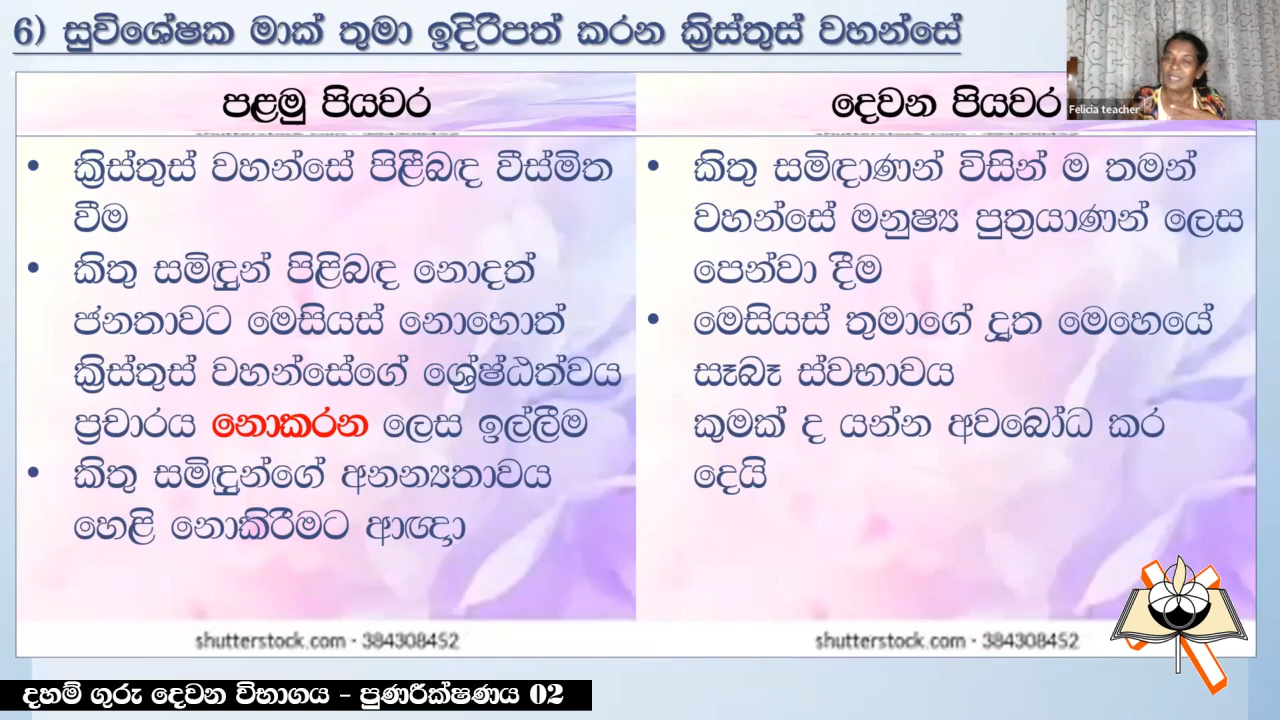 6) සුවිශේෂක මාක් තුමා ඉදිරිපත් කරන ක්‍රිස්තුස් වහන්සේ
Felicia teacher
පළමු පියවර
• ක්‍රිස්තුස් වහන්සේ පිළීබඳ වීස්මිත
වීම
• කිතු සමිඳුන් පිළිබඳ නොදත්
ජනතාවට මෙසියස් නොහොත්
ක්‍රිස්තුස් වහන්සේගේ ශ්‍රේෂ්ඨත්වය
ප්‍රචාරය නොකරන ලෙස ඉල්ලීම
• කිතු සමිඳුන්ගේ අනන්‍යතාවය
හෙළි නොකිරීමට ආඥා
shutterstock.com · 384308452
දෙවන පියවර
• කිතු සමිඳාණන් විසින් ම තමන්
වහන්සේ මනුෂ්‍ය පුත්‍රයාණන් ලෙස
පෙන්වා දීම
• මෙසියස් තුමාගේ දූත මෙහෙයේ
සැබෑ ස්වභාවය
කුමක් ද යන්න අවබෝධ කර
දෙයි
shutterstock.com · 384308452
දහම් ගුරු දෙවන විභාගය - පුණරීක්ෂණය 02